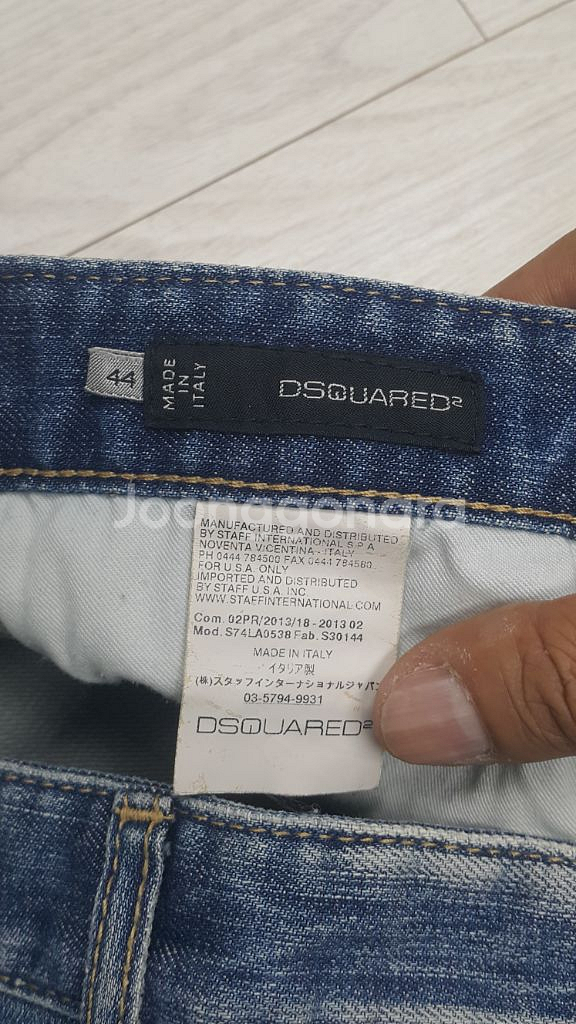 44
MADE
IN
ITALY
DSQUARED2
Joonggonara
MANUFACTURED AND DISTRIBUTED
BY STAFF INTERNATIONAL S.P.A
NOVENTA VICENTINA - ITALY
PH 0444 784500 FAX 0444 784560
FOR U.S.A. ONLY
IMPORTED AND DISTRIBUTED
BY STAFF U.S.A. INC.
WWW.STAFFINTERNATIONAL.COM
Com. 02PR/2013/18 - 2013 02
Mod. S74LA0538 Fab. S30144
MADE IN ITALY
イタリア製
(株)スタッフインターナショナルジャパン
03-5794-9931
DSQUARED2